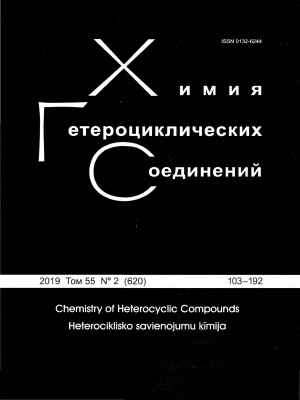 ISSN 0132-6244
Химия
Гетероциклических
Соединений
2019 Том 55 № 2 (620) 103–192
Chemistry of Heterocyclic Compounds
Heterociklisko savienojumu ķīmija